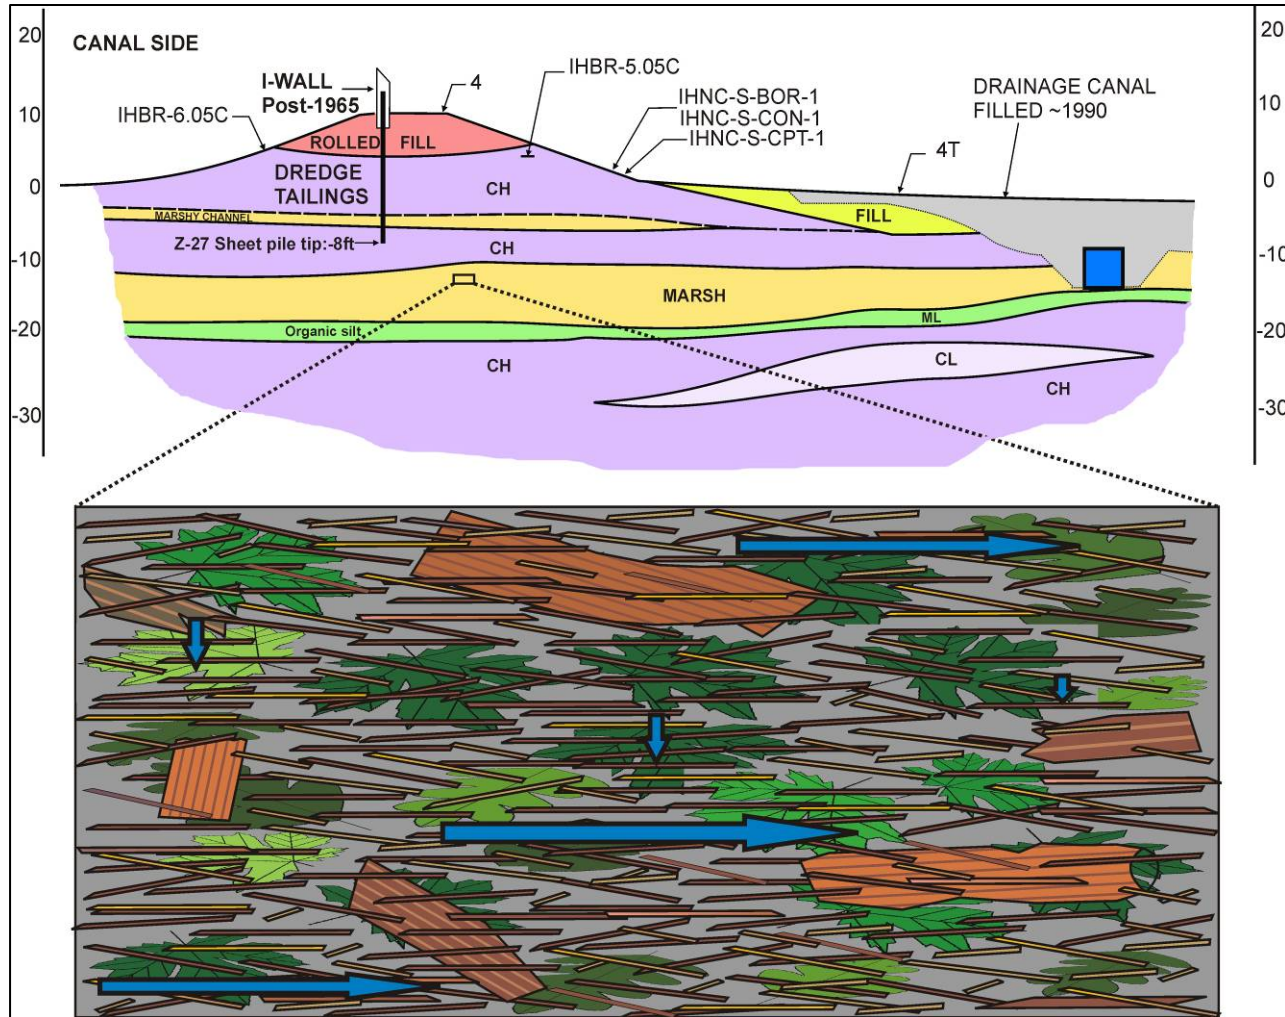 20
20
CANAL SIDE
I-WALL
Post-1965
4
IHBR-5.05C
IHNC-S-BOR-1
IHNC-S-CON-1
IHNC-S-CPT-1
DRAINAGE CANAL
FILLED ~1990
10
10
IHBR-6.05C
ROLLED FILL
4T
DREDGE
TAILINGS
CH
0
0
MARSHY CHANNEL
FILL
Z-27 Sheet pile tip:-8ft
CH
-10
-10
MARSH
Organic silt
ML
-20
-20
CH
CL
CH
-30
-30